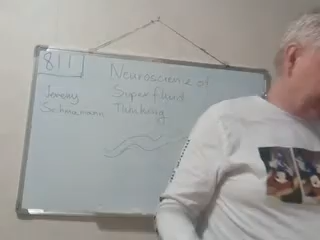 811
Neuroscience of
Superfluid
Thinking
Jeremy
Schumann